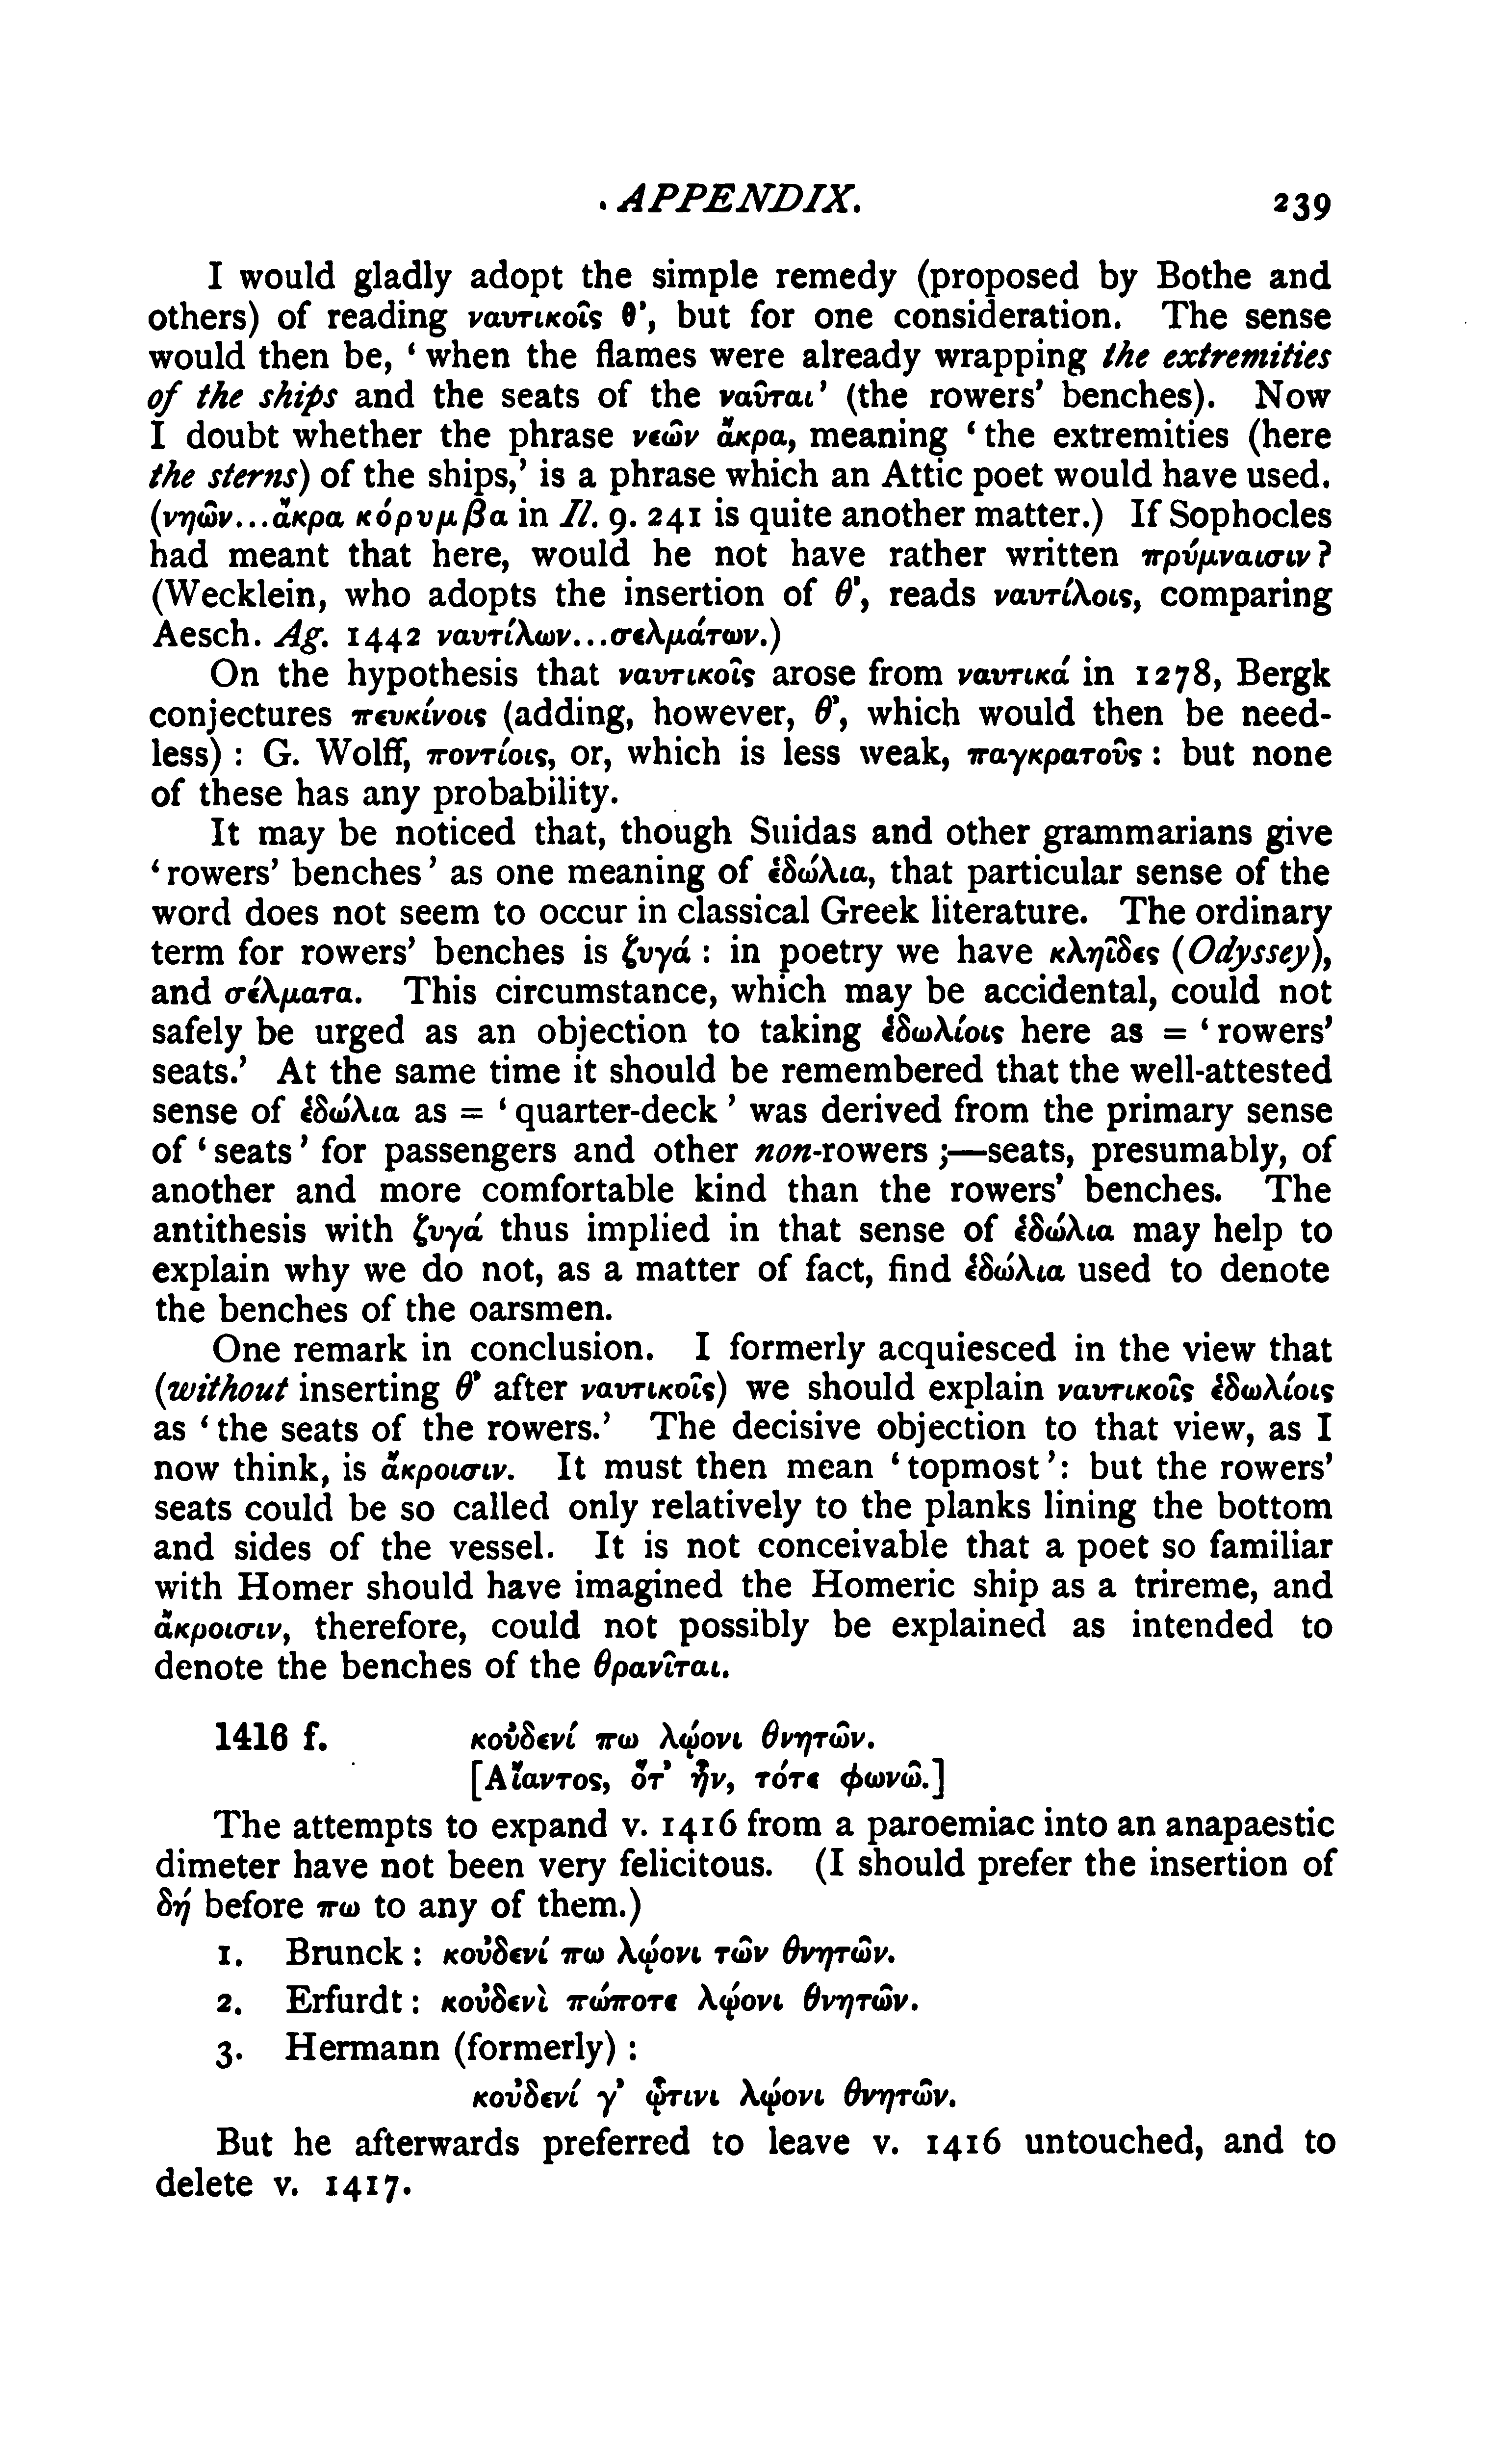 APPENDIX. 239
I would gladly adopt the simple remedy (proposed by Bothe and
others) of reading ναυτικοῖς θ’, but for one consideration. The sense
would then be, ‘when the flames were already wrapping the extremities
of the ships and the seats of the ναῦται’ (the rowers’ benches). Now
I doubt whether the phrase νεῶν ἄκρα, meaning ‘the extremities (here
the sterns) of the ships,’ is a phrase which an Attic poet would have used.
(νηῶν...ἄκρα κόρυμβα in Il. 9. 241 is quite another matter.) If Sophocles
had meant that here, would he not have rather written πρύμναισιν?
(Wecklein, who adopts the insertion of θ’, reads ναυτίλοις, comparing
Aesch. Ag. 1442 ναυτίλων...σελμάτων.)
On the hypothesis that ναυτικοῖς arose from ναυτικά in 1278, Bergk
conjectures πευκίνοις (adding, however, θ’, which would then be need-
less) : G. Wolff, ποντίοις, or, which is less weak, παγκρατοῦς : but none
of these has any probability.
It may be noticed that, though Suidas and other grammarians give
‘rowers’ benches’ as one meaning of ἑδώλια, that particular sense of the
word does not seem to occur in classical Greek literature. The ordinary
term for rowers’ benches is ζυγά : in poetry we have κληῖδες (Odyssey),
and σέλματα. This circumstance, which may be accidental, could not
safely be urged as an objection to taking ἑδωλίοις here as = ‘rowers’
seats.’ At the same time it should be remembered that the well-attested
sense of ἑδώλια as = ‘quarter-deck’ was derived from the primary sense
of ‘seats’ for passengers and other non-rowers ;—seats, presumably, of
another and more comfortable kind than the rowers’ benches. The
antithesis with ζυγά thus implied in that sense of ἑδώλια may help to
explain why we do not, as a matter of fact, find ἑδώλια used to denote
the benches of the oarsmen.
One remark in conclusion. I formerly acquiesced in the view that
(without inserting θ’ after ναυτικοῖς) we should explain ναυτικοῖς ἑδωλίοις
as ‘the seats of the rowers.’ The decisive objection to that view, as I
now think, is ἄκροισιν. It must then mean ‘topmost’: but the rowers’
seats could be so called only relatively to the planks lining the bottom
and sides of the vessel. It is not conceivable that a poet so familiar
with Homer should have imagined the Homeric ship as a trireme, and
ἄκροισιν, therefore, could not possibly be explained as intended to
denote the benches of the θρανῖται.
1416 f. κοὐδενί πω λῴονι θνητῶν.
[Αἴαντος, ὅτ’ ἦν, τότε φωνῶ.]
The attempts to expand v. 1416 from a paroemiac into an anapaestic
dimeter have not been very felicitous. (I should prefer the insertion of
δή before πω to any of them.)
1. Brunck : κοὐδενί πω λῴονι τῶν θνητῶν.
2. Erfurdt : κοὐδενὶ πώποτε λῴονι θνητῶν.
3. Hermann (formerly) :
κοὐδενί γ’ ᾧτινι λῴονι θνητῶν.
But he afterwards preferred to leave v. 1416 untouched, and to
delete v. 1417.